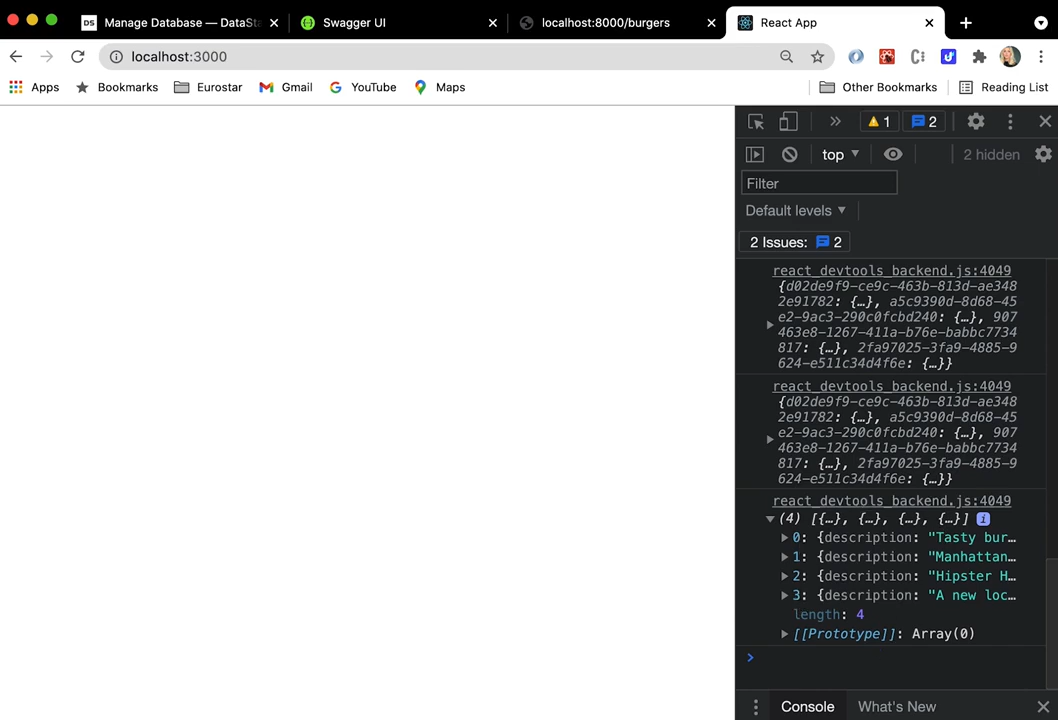 DS Manage Database — DataSta
Swagger UI
localhost:8000/burgers
React App
localhost:3000
Apps
Bookmarks
Eurostar
Gmail
YouTube
Maps
Other Bookmarks
Reading List
1
2
top
2 hidden
Filter
Default levels
2 Issues: 2
react_devtools_backend.js:4049
{d02de9f9-ce9c-463b-813d-ae348
2e91782: {…}, a5c9390d-8d68-45
e2-9ac3-290c0fcbd240: {…}, 907
463e8-1267-411a-b76e-babbc7734
817: {…}, 2fa97025-3fa9-4885-9
624-e511c34d4f6e: {…}}
react_devtools_backend.js:4049
{d02de9f9-ce9c-463b-813d-ae348
2e91782: {…}, a5c9390d-8d68-45
e2-9ac3-290c0fcbd240: {…}, 907
463e8-1267-411a-b76e-babbc7734
817: {…}, 2fa97025-3fa9-4885-9
624-e511c34d4f6e: {…}}
react_devtools_backend.js:4049
(4) [{…}, {…}, {…}, {…}] i
0: {description: "Tasty bur…
1: {description: "Manhattan…
2: {description: "Hipster H…
3: {description: "A new loc…
length: 4
[[Prototype]]: Array(0)
Console
What's New